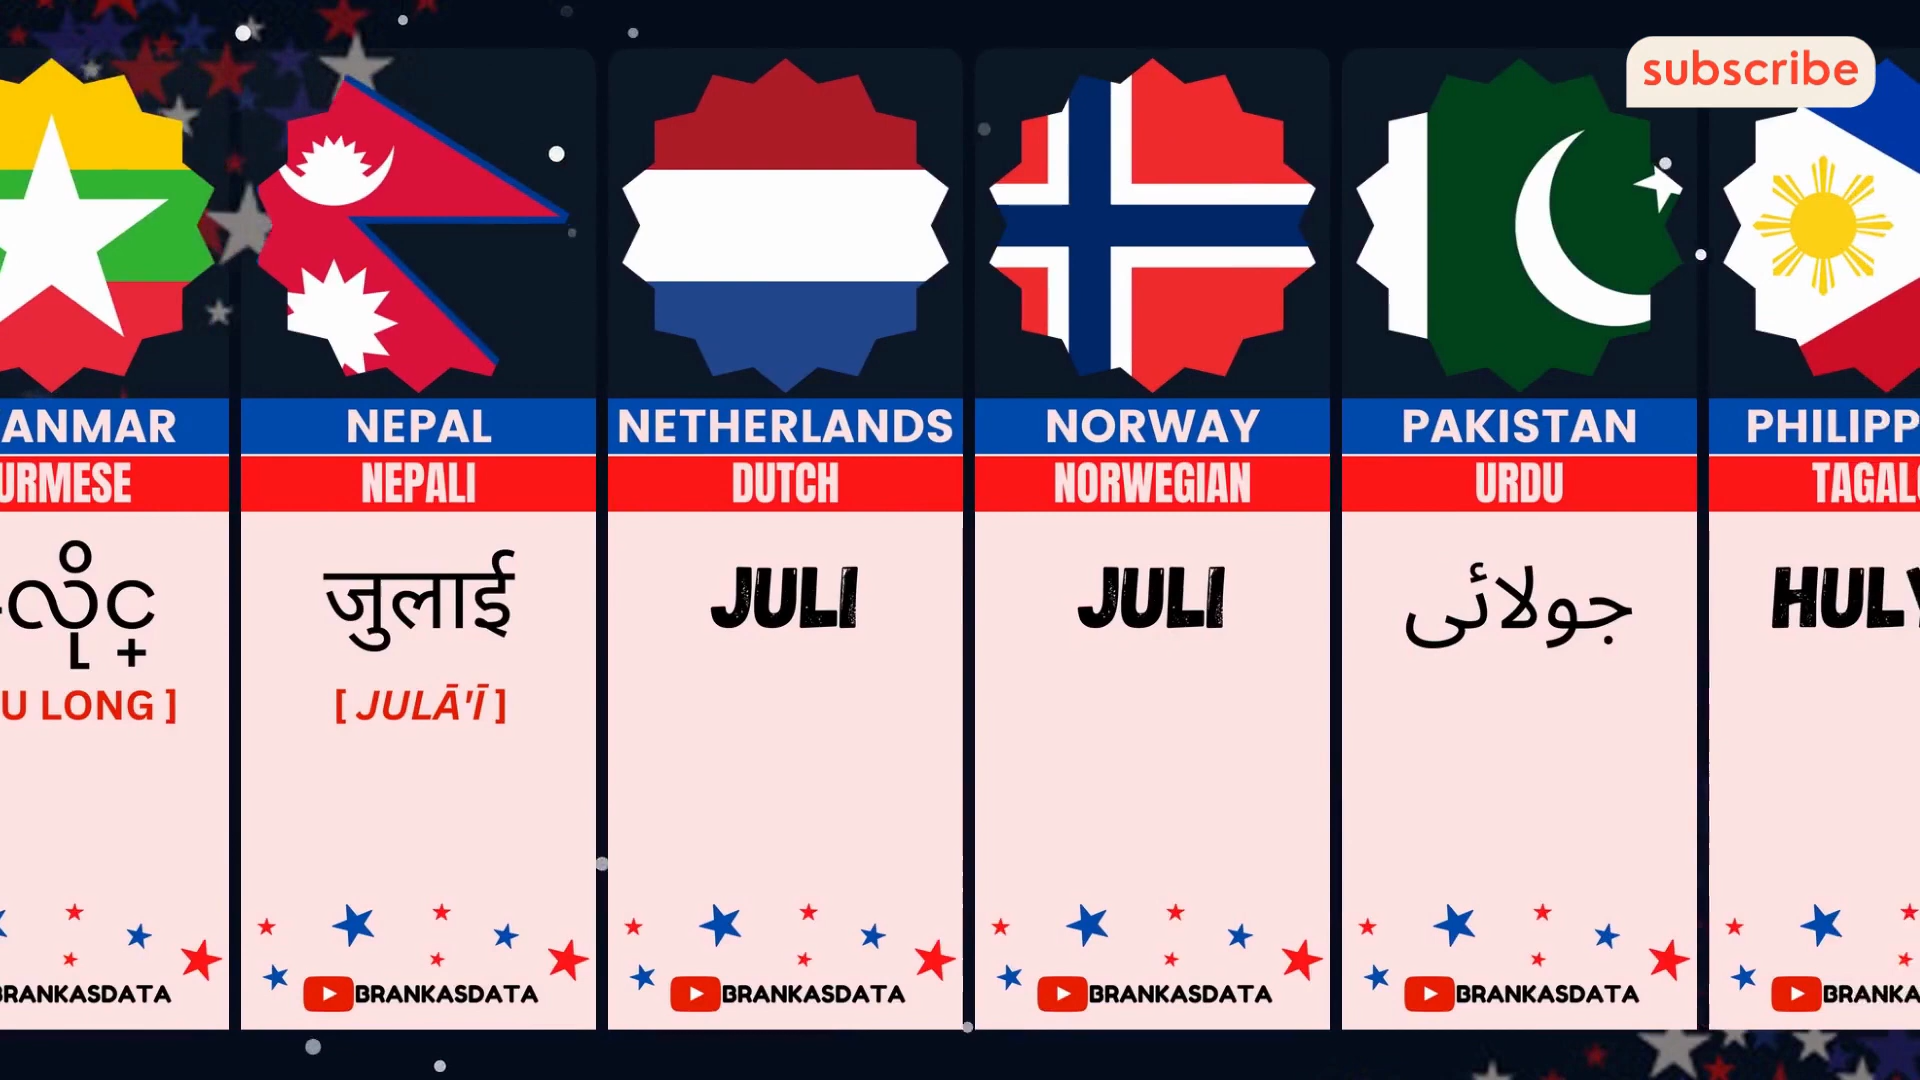 subscribe
ANMAR
URMESE
U LONG ]
BRANKASDATA
NEPAL
NEPALI
जुलाई
[ JULĀ'Ī ]
BRANKASDATA
NETHERLANDS
DUTCH
JULI
BRANKASDATA
NORWAY
NORWEGIAN
JULI
BRANKASDATA
PAKISTAN
URDU
جولائی
BRANKASDATA
PHILIPP
TAGAL
HULY
BRANKA